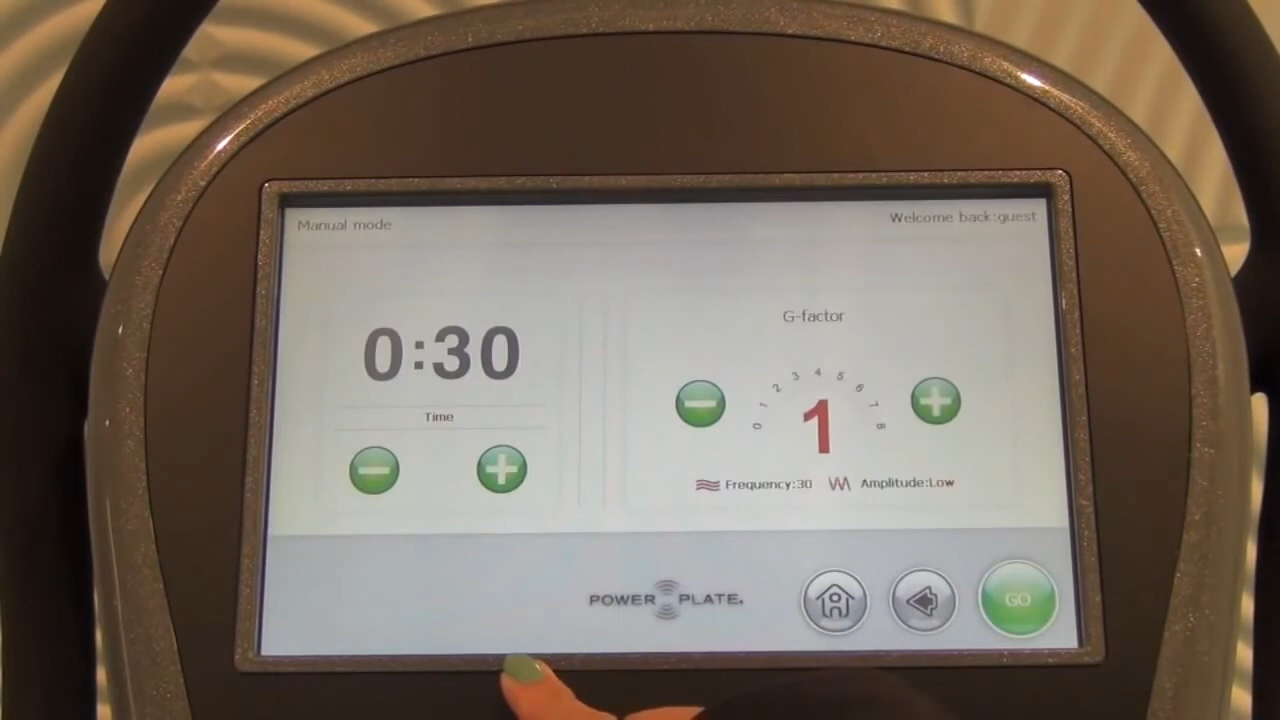 Manual mode
Welcome back:guest
0:30
Time
G-factor
0 1 2 3 4 5 6 7 8
1
Frequency:30
Amplitude:Low
POWER PLATE.
GO